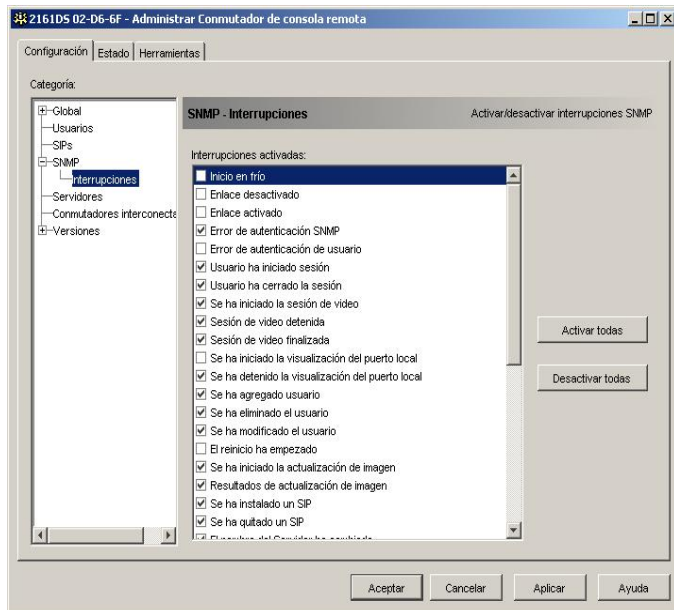 2161DS 02-D6-6F - Administrar Conmutador de consola remota
Configuración Estado Herramientas
Categoría:
Global
Usuarios
SIPs
SNMP
Interrupciones
Servidores
Conmutadores interconecta
Versiones
SNMP - Interrupciones Activar/desactivar interrupciones SNMP
Interrupciones activadas:
Inicio en frío
Enlace desactivado
Enlace activado
Error de autenticación SNMP
Error de autenticación de usuario
Usuario ha iniciado sesión
Usuario ha cerrado la sesión
Se ha iniciado la sesión de video
Sesión de video detenida
Sesión de video finalizada
Se ha iniciado la visualización del puerto local
Se ha detenido la visualización del puerto local
Se ha agregado usuario
Se ha eliminado el usuario
Se ha modificado el usuario
El reinicio ha empezado
Se ha iniciado la actualización de imagen
Resultados de actualización de imagen
Se ha instalado un SIP
Se ha quitado un SIP
El nombre del Servidor ha cambiado
Activar todas
Desactivar todas
Aceptar Cancelar Aplicar Ayuda